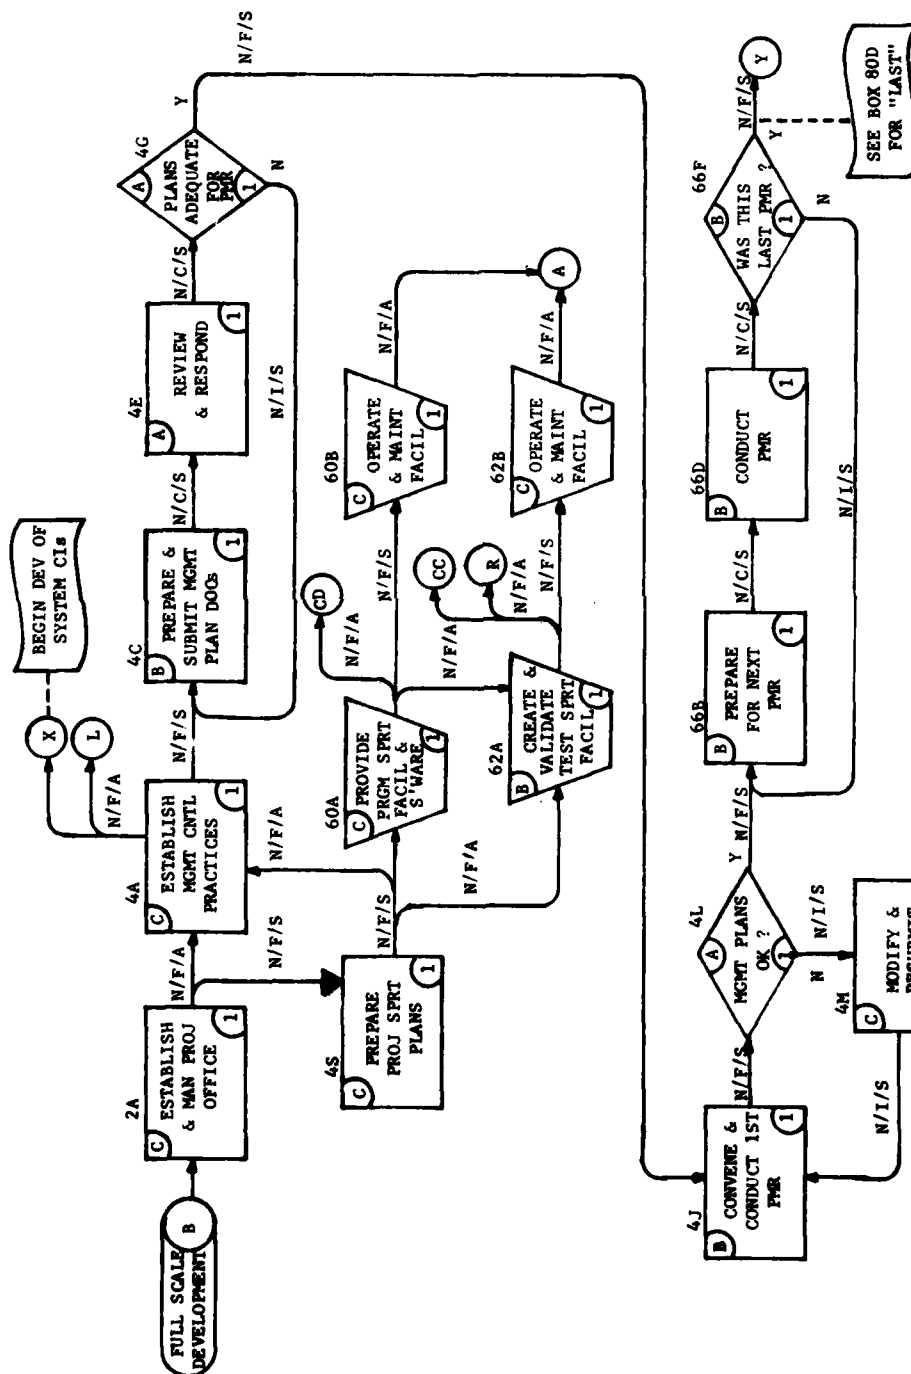 FULL SCALE
DEVELOPMENT
B
2A
C
ESTABLISH
& MAN PROJ
OFFICE
1
N/F/A
N/F/S
4A
C
ESTABLISH
MGMT CNTL
PRACTICES
1
N/F/A
X
L
BEGIN DEV OF
SYSTEM CIs
N/F/S
4C
B
PREPARE &
SUBMIT MGMT
PLAN DOCs
1
N/C/S
4E
A
REVIEW
& RESPOND
1
N/C/S
4G
A
PLANS
ADEQUATE
FOR
PMR
1
Y
N/F/S
N
N/I/S
4S
C
PREPARE
PROJ SPRT
PLANS
1
N/F/S
N/F/A
N/F/A
60A
C
PROVIDE
PRGM SPRT
FACIL &
S'WARE
1
N/F/A
CD
N/F/S
N/F/A
60B
C
OPERATE
& MAINT
FACIL
1
N/F/A
A
62A
B
CREATE &
VALIDATE
TEST SPRT
FACIL
1
CC
R
N/F/A
N/F/S
62B
C
OPERATE
& MAINT
FACIL
1
N/F/A
4J
B
CONVENE &
CONDUCT 1ST
PMR
1
N/F/S
4L
A
MGMT PLANS
OK ?
1
Y
N/F/S
N
N/I/S
4M
C
MODIFY &
N/I/S
66B
B
PREPARE
FOR NEXT
PMR
1
N/C/S
66D
B
CONDUCT
PMR
1
N/C/S
66F
B
WAS THIS
LAST PMR ?
1
N/F/S
Y
Y
N
N/I/S
SEE BOX 80D
FOR "LAST"